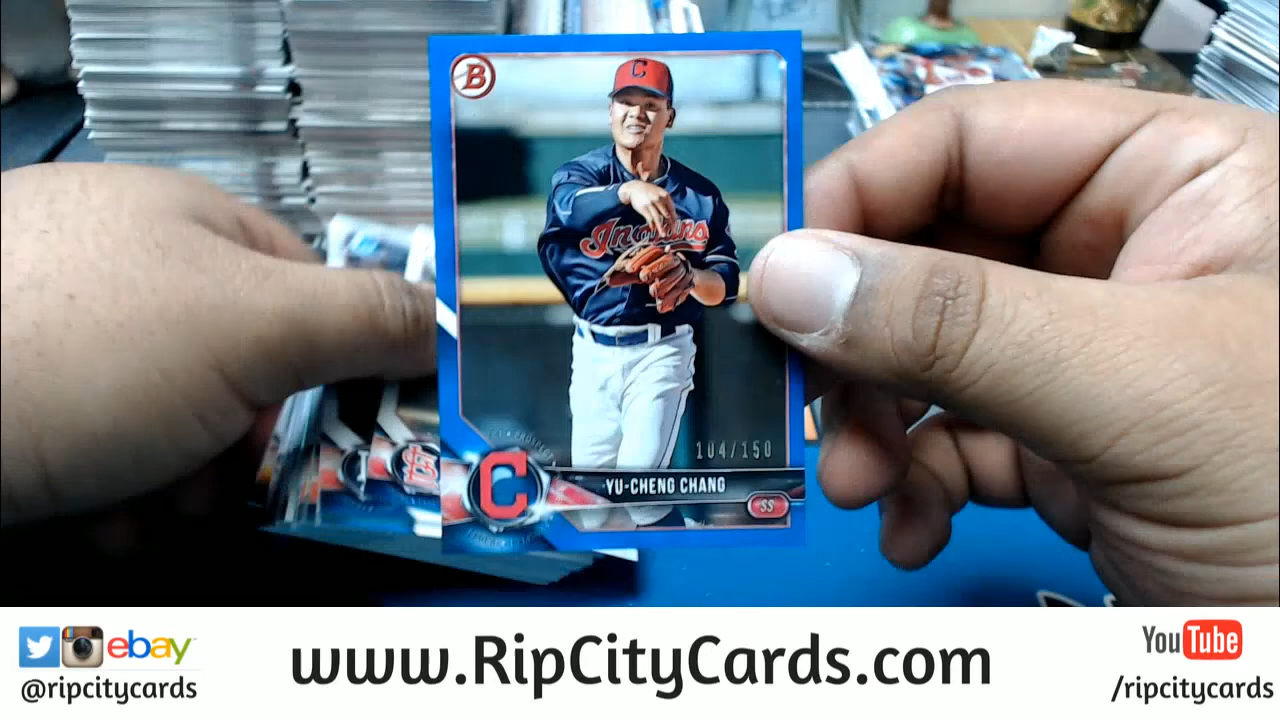 B
C
Indians
104/150
C
YU-CHENG CHANG
SS
ebay
@ripcitycards
www.RipCityCards.com
YouTube
/ripcitycards